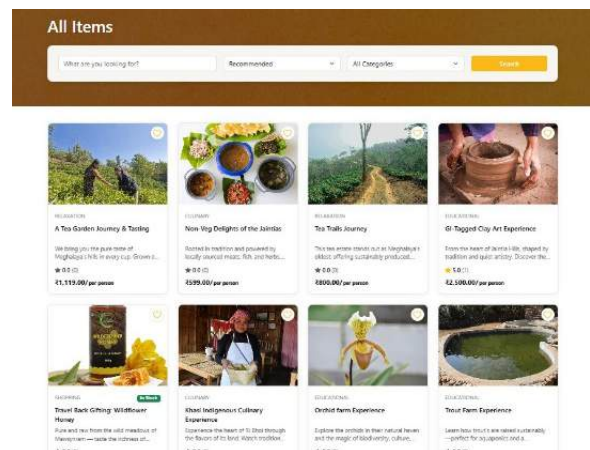 All Items
What are you looking for?
Recommended
All Categories
Search
RELAXATION
A Tea Garden Journey & Tasting
We bring you the pure taste of
Meghalaya's hills in every cup. Grown a...
0.0 (0)
₹1,119.00/ per person
CULINARY
Non-Veg Delights of the Jaintias
Rooted in tradition and powered by
locally sourced meats, fish, and herbs...
0.0 (0)
₹599.00/ per person
RELAXATION
Tea Trails Journey
This tea estate stands out as Meghalaya's
oldest offering sustainably produced...
0.0 (0)
₹800.00/ per person
EDUCATIONAL
GI-Tagged Clay Art Experience
From the heart of Jaintia Hills, shaped by
tradition and quiet artistry. Discover the...
5.0 (1)
₹2,500.00/ per person
SHOPPING
In Stock
Travel Back Gifting: Wildflower
Honey
Pure and raw from the wild meadows of
Mawsynram — taste the richness of...
CULINARY
Khasi Indigenous Culinary
Experience
Experience the heart of Ri Bhoi through
the flavors of its land. Watch tradition...
EDUCATIONAL
Orchid Farm Experience
Explore the orchids in their natural haven
and the magic of biodiversity, culture,...
EDUCATIONAL
Trout Farm Experience
Learn how trout's are raised sustainably
—perfect for aquaponics and a...